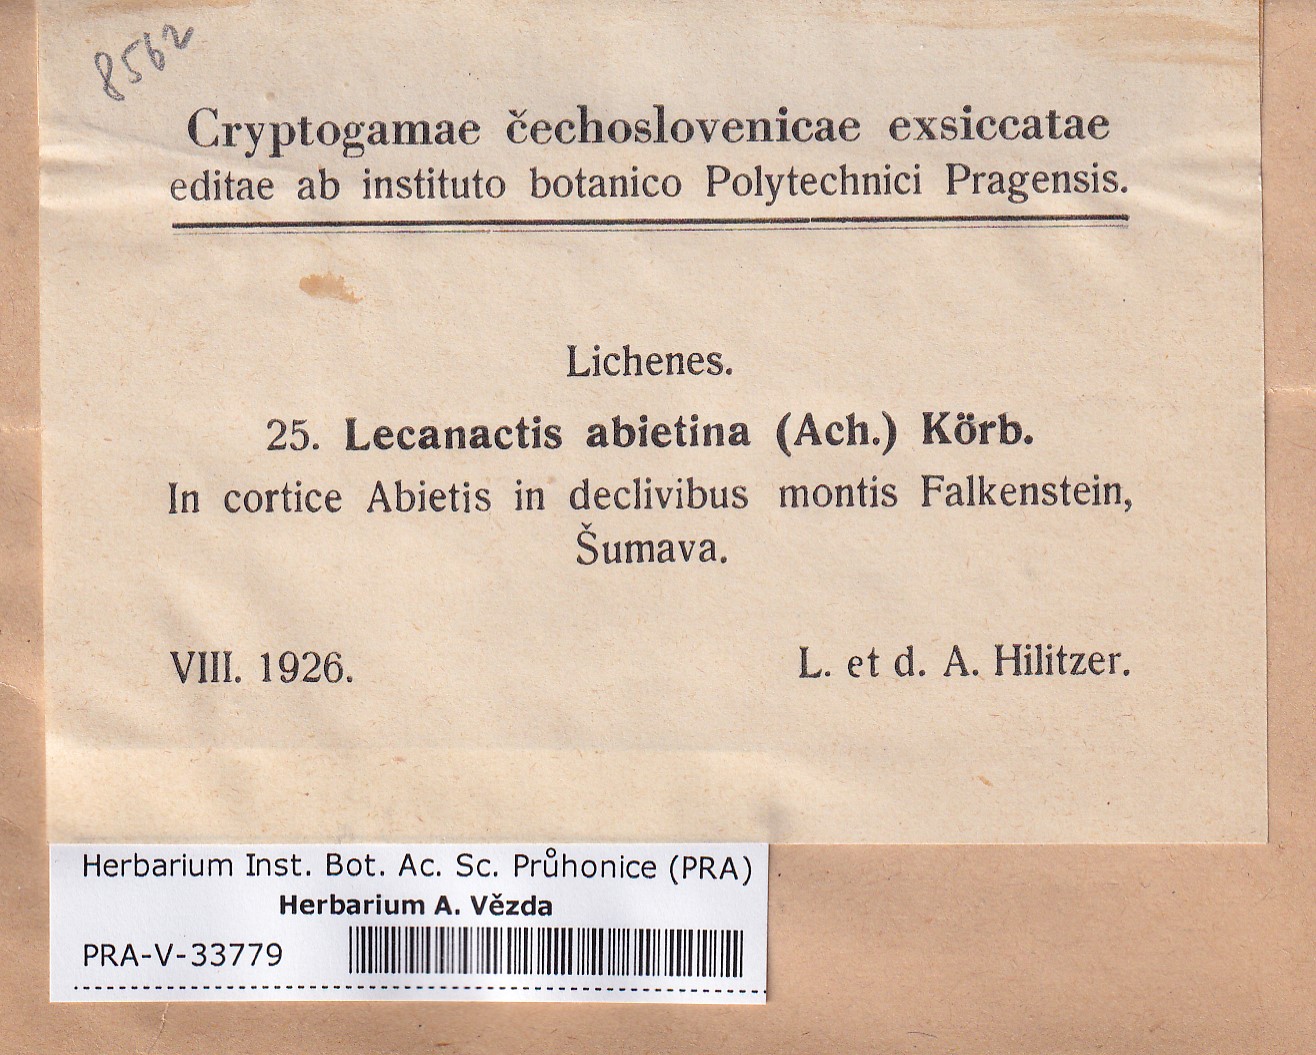 8562
Cryptogamae čechoslovenicae exsiccatae
editae ab instituto botanico Polytechnici Pragensis.
Lichenes.
25. Lecanactis abietina (Ach.) Körb.
In cortice Abietis in declivibus montis Falkenstein,
Šumava.
VIII. 1926. L. et d. A. Hilitzer.
Herbarium Inst. Bot. Ac. Sc. Průhonice (PRA)
Herbarium A. Vězda
PRA-V-33779